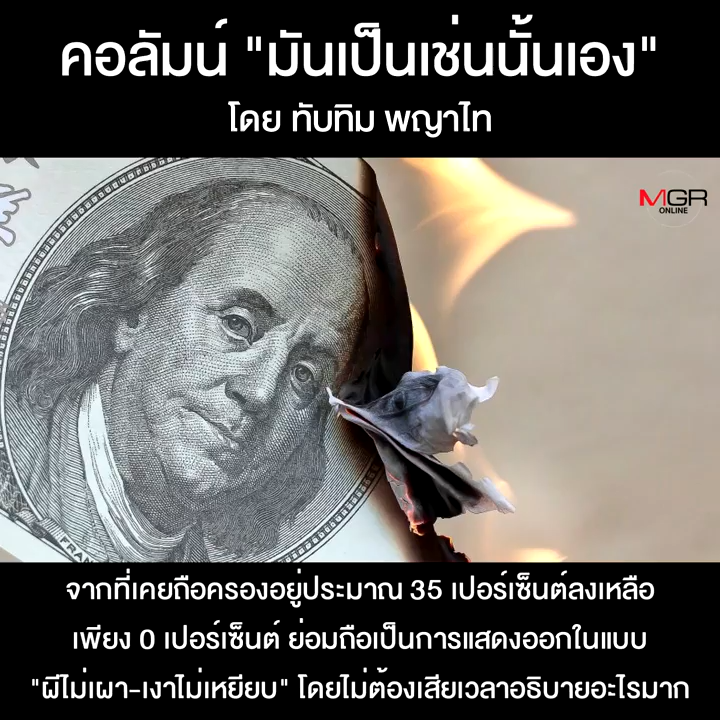 คอลัมน์ "มันเป็นเช่นนั้นเอง"
โดย ทับทิม พญาไท
MGR
ONLINE
FRAN
จากที่เคยถือครองอยู่ประมาณ 35 เปอร์เซ็นต์ลงเหลือ
เพียง 0 เปอร์เซ็นต์ ย่อมถือเป็นการแสดงออกในแบบ
"ผีไม่เผา-เงาไม่เหยียบ" โดยไม่ต้องเสียเวลาอธิบายอะไรมาก